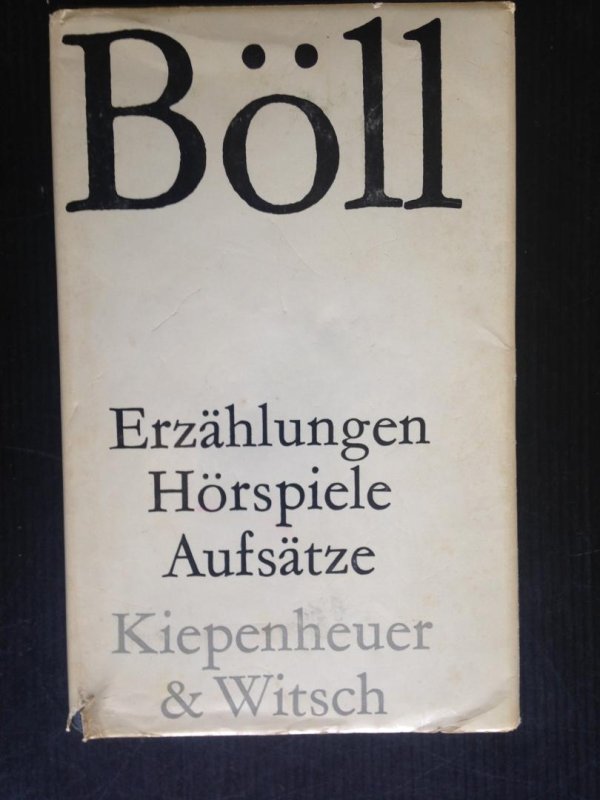 Böll
Erzählungen
Hörspiele
Aufsätze
Kiepenheuer
& Witsch